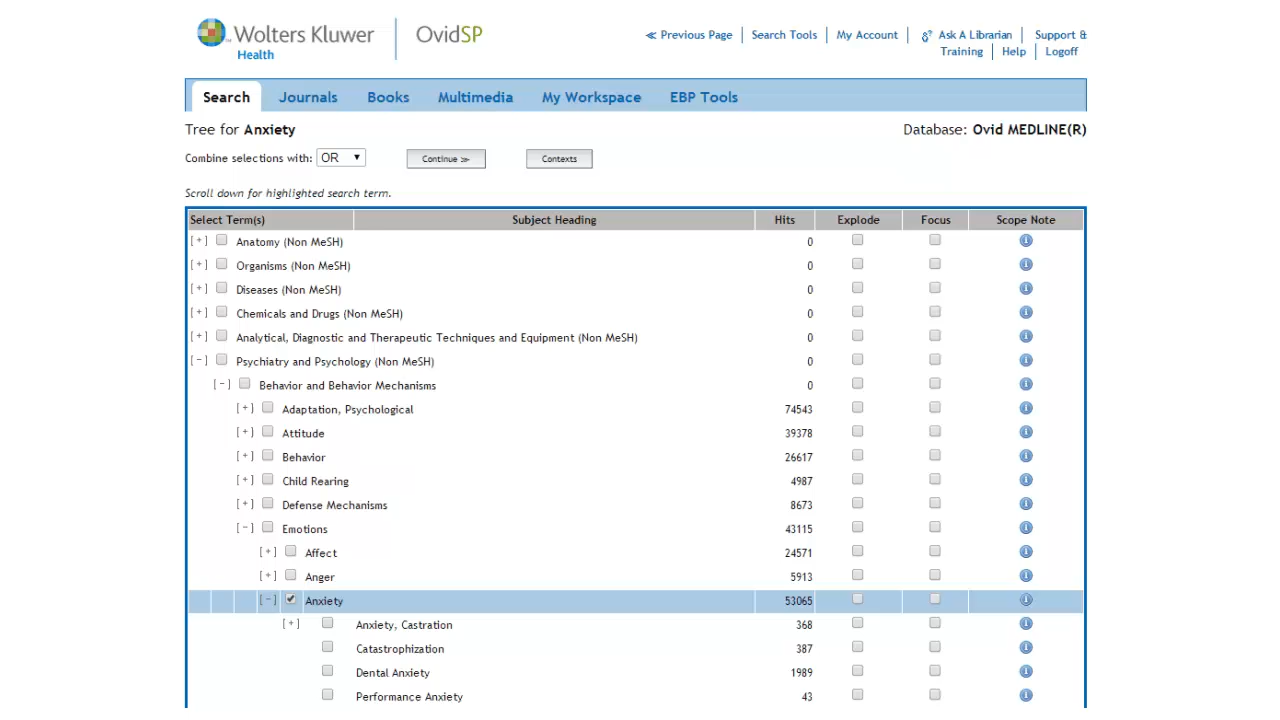 Wolters Kluwer
Health
OvidSP
≪ Previous Page | Search Tools | My Account | Ask A Librarian | Support &
Training | Help | Logoff
Search Journals Books Multimedia My Workspace EBP Tools
Tree for Anxiety
Database: Ovid MEDLINE(R)
Combine selections with: OR ▼ Continue ≫ Contexts
Scroll down for highlighted search term.
Select Term(s) Subject Heading Hits Explode Focus Scope Note
[+] Anatomy (Non MeSH) 0
[+] Organisms (Non MeSH) 0
[+] Diseases (Non MeSH) 0
[+] Chemicals and Drugs (Non MeSH) 0
[+] Analytical, Diagnostic and Therapeutic Techniques and Equipment (Non MeSH) 0
[-] Psychiatry and Psychology (Non MeSH) 0
[-] Behavior and Behavior Mechanisms 0
[+] Adaptation, Psychological 74543
[+] Attitude 39378
[+] Behavior 26617
[+] Child Rearing 4987
[+] Defense Mechanisms 8673
[-] Emotions 43115
[+] Affect 24571
[+] Anger 5913
[-] Anxiety 53065
[+] Anxiety, Castration 368
Catastrophization 387
Dental Anxiety 1989
Performance Anxiety 43